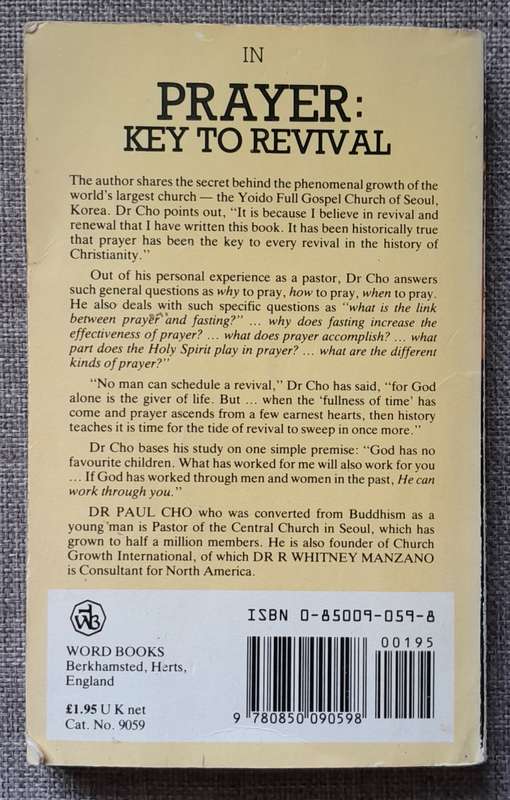 IN
PRAYER:
KEY TO REVIVAL
The author shares the secret behind the phenomenal growth of the
world's largest church — the Yoido Full Gospel Church of Seoul,
Korea. Dr Cho points out, "It is because I believe in revival and
renewal that I have written this book. It has been historically true
that prayer has been the key to every revival in the history of
Christianity."
Out of his personal experience as a pastor, Dr Cho answers
such general questions as why to pray, how to pray, when to pray.
He also deals with such specific questions as "what is the link
between prayer and fasting?" ... why does fasting increase the
effectiveness of prayer? ... what does prayer accomplish? ... what
part does the Holy Spirit play in prayer? ... what are the different
kinds of prayer?"
"No man can schedule a revival," Dr Cho has said, "for God
alone is the giver of life. But ... when the 'fullness of time' has
come and prayer ascends from a few earnest hearts, then history
teaches it is time for the tide of revival to sweep in once more."
Dr Cho bases his study on one simple premise: "God has no
favourite children. What has worked for me will also work for you
... If God has worked through men and women in the past, He can
work through you."
DR PAUL CHO who was converted from Buddhism as a
young man is Pastor of the Central Church in Seoul, which has
grown to half a million members. He is also founder of Church
Growth International, of which DR R WHITNEY MANZANO
is Consultant for North America.
WORD BOOKS
Berkhamsted, Herts,
England
£1.95 U K net
Cat. No. 9059
ISBN 0-85009-059-8
00195
9 780850 090598